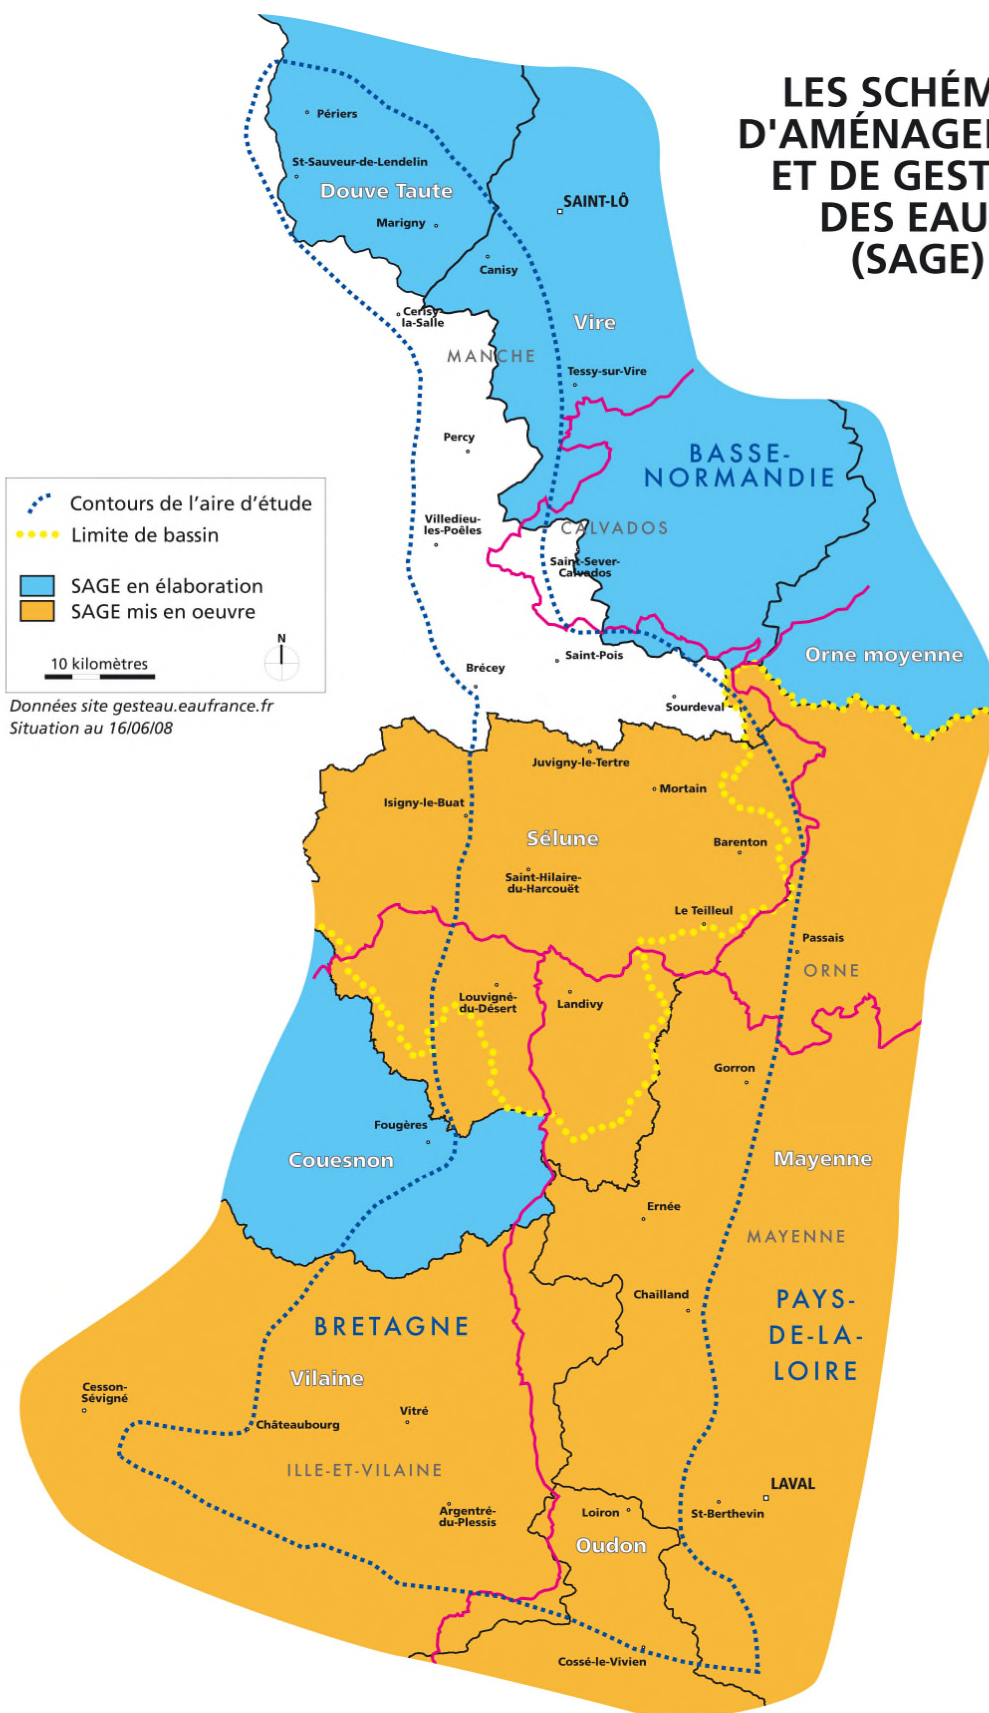 LES SCHÉM
D'AMÉNAGE
ET DE GEST
DES EAU
(SAGE)
Périers
St-Sauveur-de-Lendelin
Douve Taute
Marigny
SAINT-LÔ
Canisy
Cerisy-
la-Salle
Vire
MANCHE
Tessy-sur-Vire
Percy
BASSE-
NORMANDIE
Contours de l'aire d'étude
Limite de bassin
SAGE en élaboration
SAGE mis en oeuvre
10 kilomètres
N
Données site gesteau.eaufrance.fr
Situation au 16/06/08
Villedieu-
les-Poêles
CALVADOS
Saint-Sever-
Calvados
Saint-Pois
Orne moyenne
Brécey
Sourdeval
Juvigny-le-Tertre
Mortain
Isigny-le-Buat
Sélune
Barenton
Saint-Hilaire-
du-Harcouët
Le Teilleul
Passais
ORNE
Louvigné-
du-Désert
Landivy
Gorron
Fougères
Couesnon
Mayenne
Ernée
MAYENNE
Chailland
PAYS-
DE-LA-
LOIRE
BRETAGNE
Vilaine
Cesson-
Sévigné
Châteaubourg
Vitré
ILLE-ET-VILAINE
LAVAL
Argentré-
du-Plessis
Loiron
St-Berthevin
Oudon
Cossé-le-Vivien